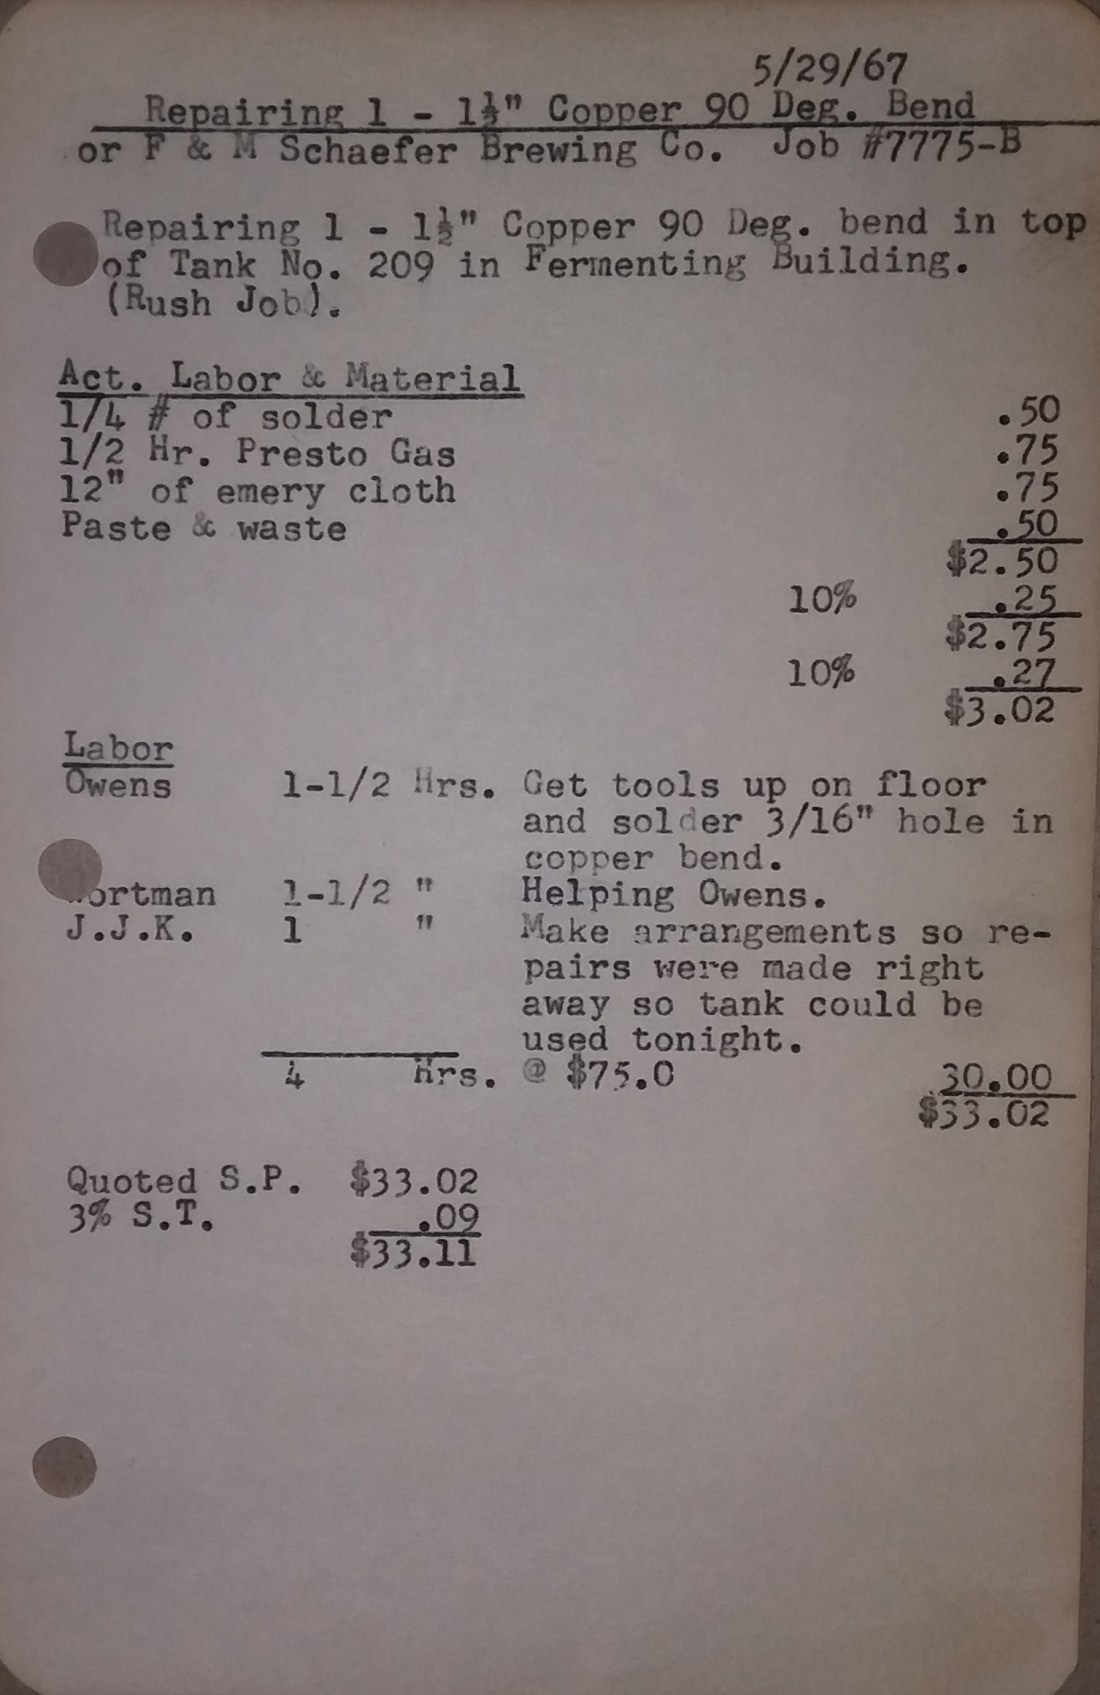 5/29/67
Repairing 1 - 1½" Copper 90 Deg. Bend
or F & M Schaefer Brewing Co. Job #7775-B
Repairing 1 - 1½" Copper 90 Deg. bend in top
of Tank No. 209 in Fermenting Building.
(Rush Job).
Act. Labor & Material
1/4 # of solder .50
1/2 Hr. Presto Gas .75
12" of emery cloth .75
Paste & waste .50
$2.50
10% .25
$2.75
10% .27
$3.02
Labor
Owens 1-1/2 Hrs. Get tools up on floor
and solder 3/16" hole in
copper bend.
ortman 1-1/2 " Helping Owens.
J.J.K. 1 " Make arrangements so re-
pairs were made right
away so tank could be
used tonight.
4 Hrs. @ $75.0 30.00
$33.02
Quoted S.P. $33.02
3% S.T. .09
$33.11